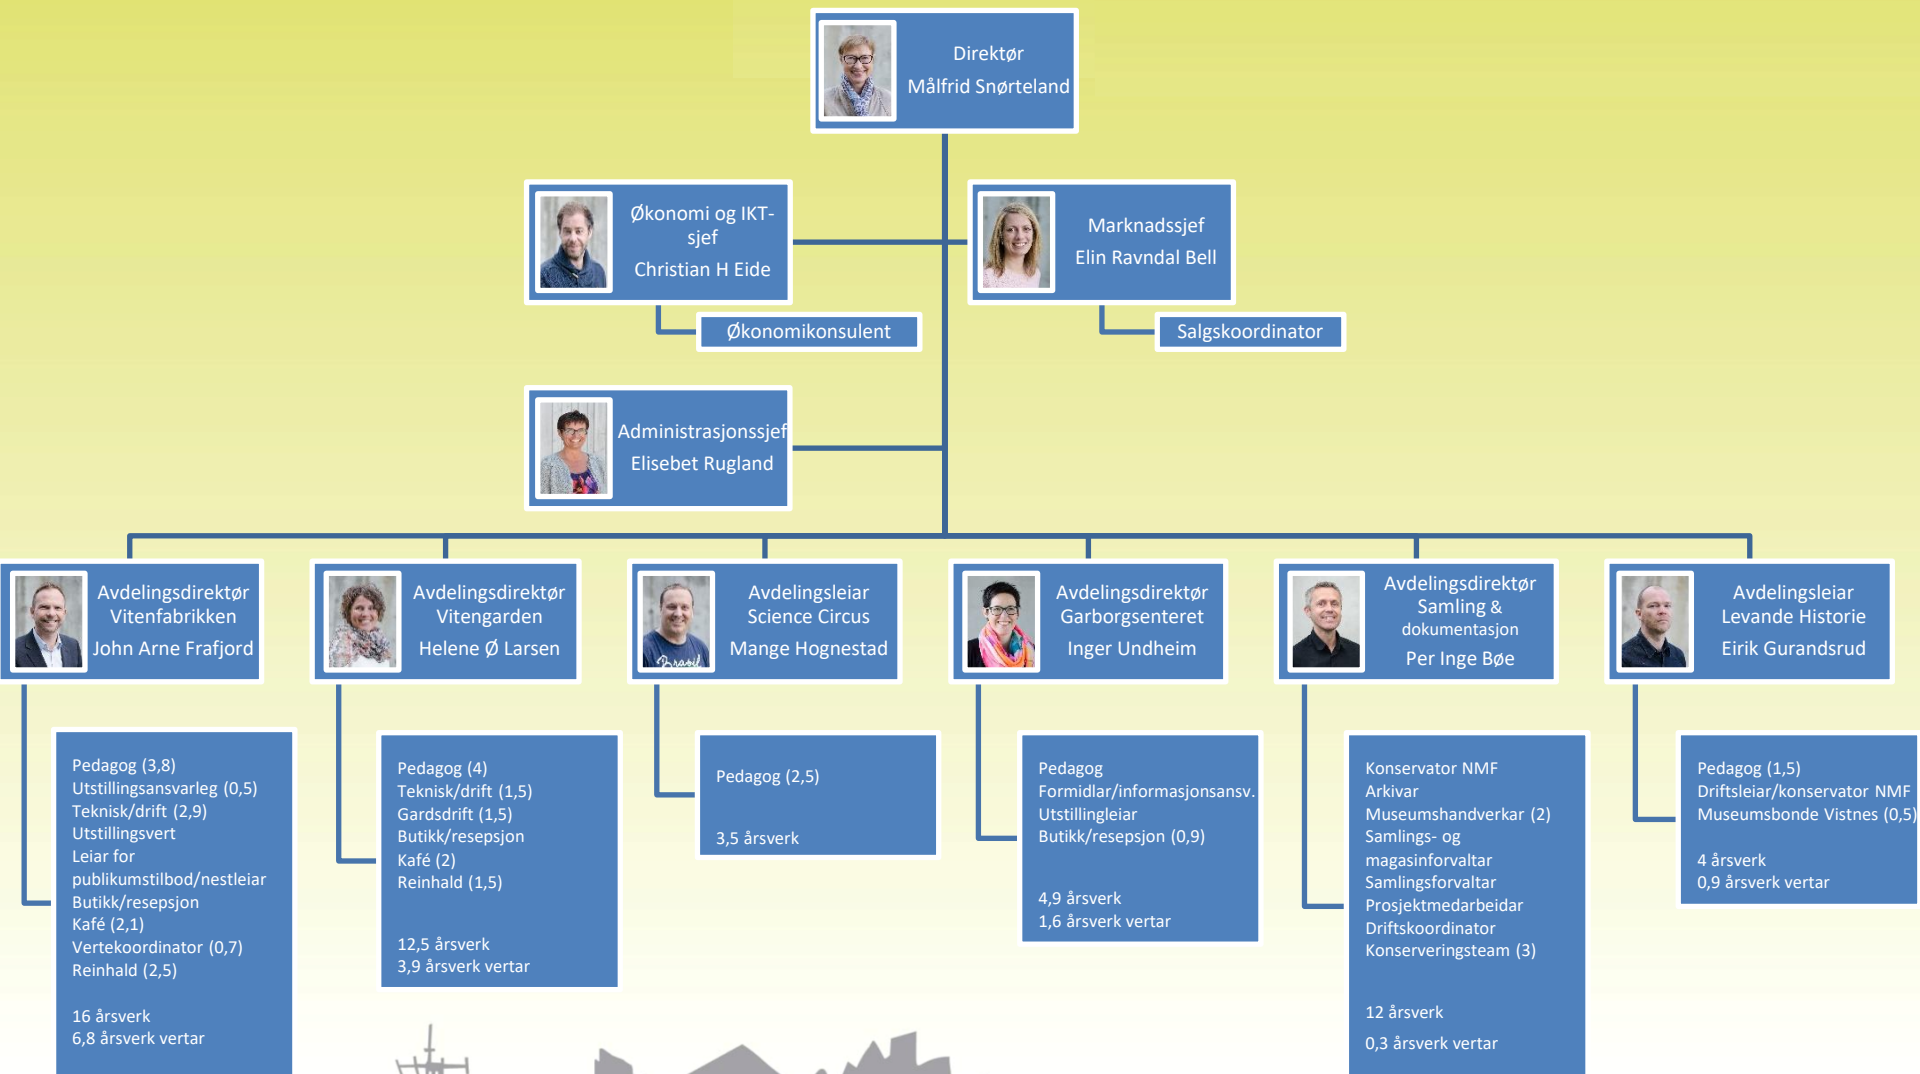 Direktør
Målfrid Snørteland
Økonomi og IKT-
sjef
Christian H Eide
Marknadssjef
Elin Ravndal Bell
Økonomikonsulent
Salgskoordinator
Administrasjonssjef
Elisebet Rugland
Avdelingsdirektør
Vitenfabrikken
John Arne Frafjord
Avdelingsdirektør
Vitengarden
Helene Ø Larsen
Avdelingsleiar
Science Circus
Mange Hognestad
Brasil
Avdelingsdirektør
Garborgsenteret
Inger Undheim
Avdelingsdirektør
Samling &
dokumentasjon
Per Inge Bøe
Avdelingsleiar
Levande Historie
Eirik Gurandsrud
Pedagog (3,8)
Utstillingsansvarleg (0,5)
Teknisk/drift (2,9)
Utstillingsvert
Leiar for
publikumstilbod/nestleiar
Butikk/resepsjon
Kafé (2,1)
Vertekoordinator (0,7)
Reinhald (2,5)
16 årsverk
6,8 årsverk vertar
Pedagog (4)
Teknisk/drift (1,5)
Gardsdrift (1,5)
Butikk/resepsjon
Kafé (2)
Reinhald (1,5)
12,5 årsverk
3,9 årsverk vertar
Pedagog (2,5)
3,5 årsverk
Pedagog
Formidlar/informasjonsansv.
Utstillingleiar
Butikk/resepsjon (0,9)
4,9 årsverk
1,6 årsverk vertar
Konservator NMF
Arkivar
Museumshandverkar (2)
Samlings- og
magasinforvaltar
Samlingsforvaltar
Prosjektmedarbeidar
Driftskoordinator
Konserveringsteam (3)
12 årsverk
0,3 årsverk vertar
Pedagog (1,5)
Driftsleiar/konservator NMF
Museumsbonde Vistnes (0,5)
4 årsverk
0,9 årsverk vertar